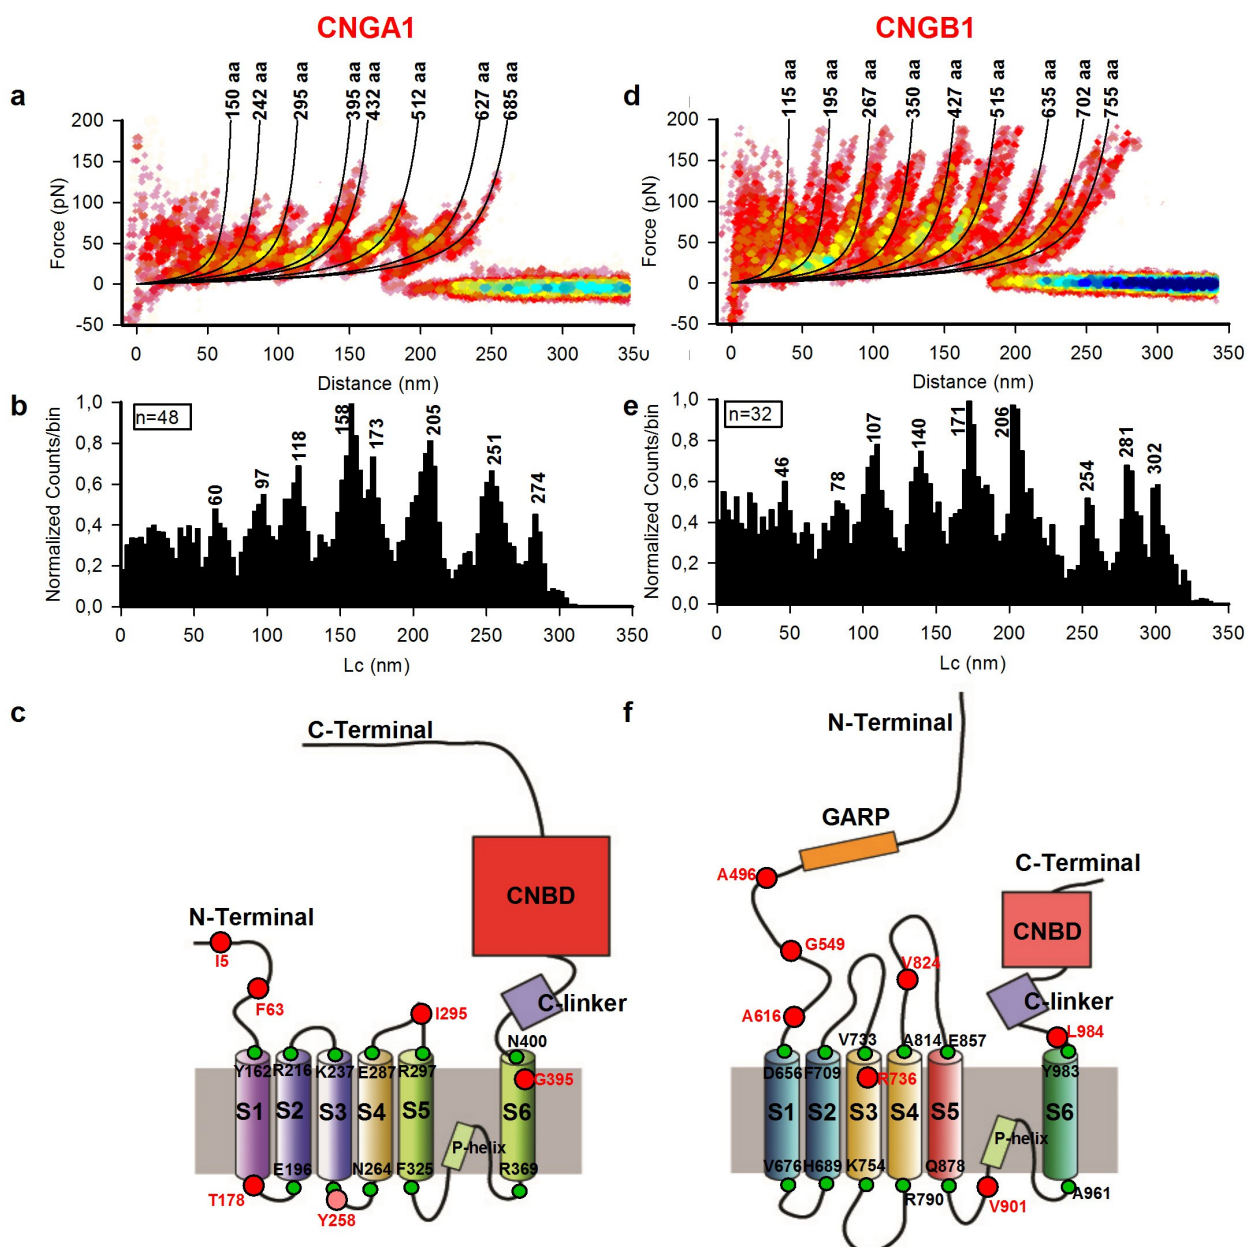 CNGA1
CNGB1
a
150 aa
242 aa
295 aa
395 aa
432 aa
512 aa
627 aa
685 aa
200
150
100
50
0
-50
Force (pN)
0 50 100 150 200 250 300 350
Distance (nm)
d
115 aa
195 aa
267 aa
350 aa
427 aa
515 aa
635 aa
702 aa
755 aa
200
150
100
50
0
-50
Force (pN)
0 50 100 150 200 250 300 350
Distance (nm)
b
n=48
60
97
118
158
173
205
251
274
1,0
0,8
0,6
0,4
0,2
0,0
Normalized Counts/bin
0 50 100 150 200 250 300 350
Lc (nm)
e
n=32
46
78
107
140
171
206
254
281
302
1,0
0,8
0,6
0,4
0,2
0,0
Normalized Counts/bin
0 50 100 150 200 250 300 350
Lc (nm)
c
C-Terminal
CNBD
N-Terminal
I5
F63
I295
C-linker
N400
Y162 R216 K237 E287 R297
G395
S1 S2 S3 S4 S5 S6
P-helix
E196 N264 F325 R369
T178
Y258
f
N-Terminal
GARP
A496
C-Terminal
CNBD
G549
V824
C-linker
A616
L984
V733 A814 E857
D656 F709 R736 Y983
S1 S2 S3 S4 S5 S6
P-helix
V676 H689 K754 Q878
R790 V901 A961